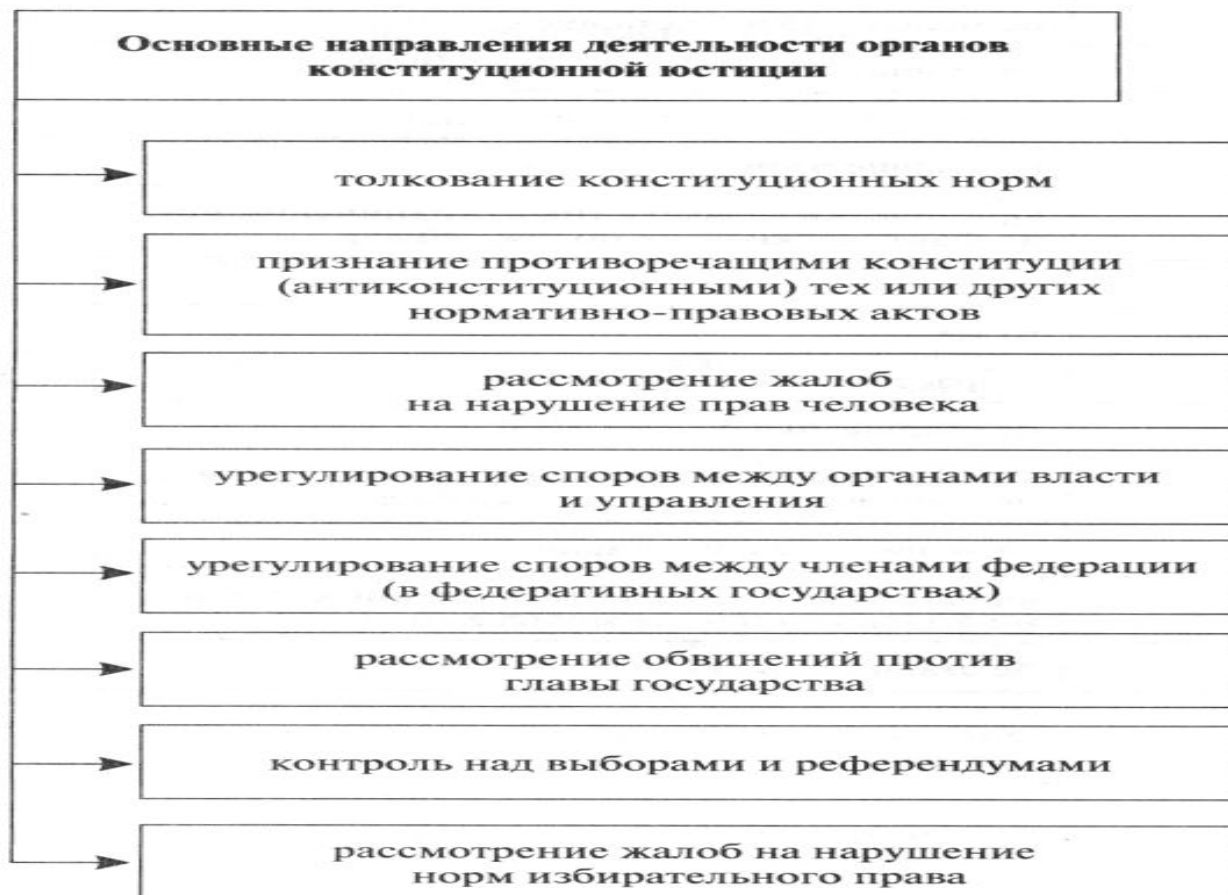 Основные направления деятельности органов
конституционной юстиции
толкование конституционных норм
признание противоречащими конституции
(антиконституционными) тех или других
нормативно-правовых актов
рассмотрение жалоб
на нарушение прав человека
урегулирование споров между органами власти
и управления
урегулирование споров между членами федерации
(в федеративных государствах)
рассмотрение обвинений против
главы государства
контроль над выборами и референдумами
рассмотрение жалоб на нарушение
норм избирательного права